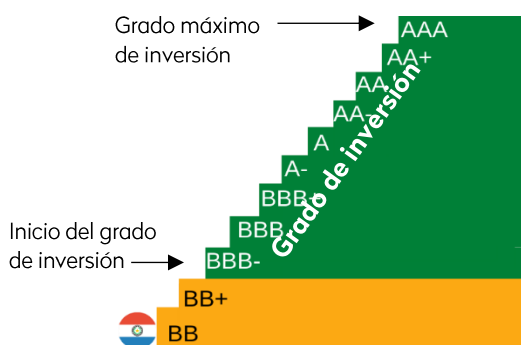 Grado máximo
de inversión
AAA
AA+
AA
AA-
A
A-
BBB+
BBB
Grado de inversión
Inicio del grado
de inversión
BBB-
BB+
BB